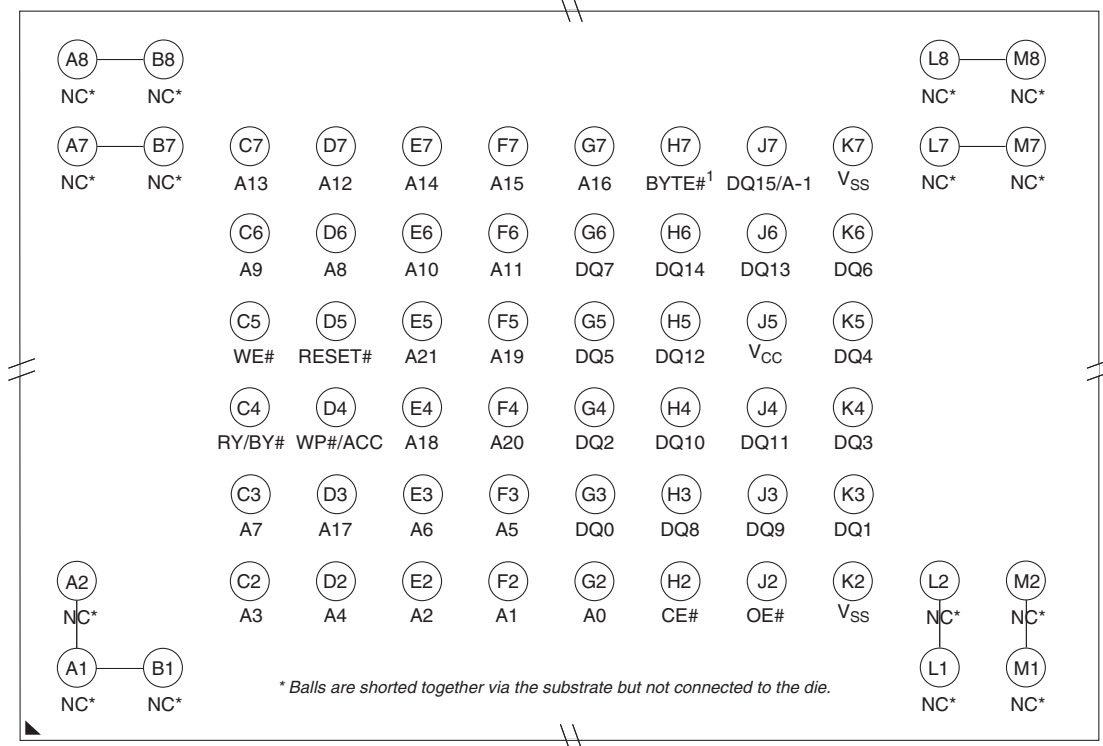 A8 B8 L8 M8
NC* NC* NC* NC*
A7 B7 C7 D7 E7 F7 G7 H7 J7 K7 L7 M7
NC* NC* A13 A12 A14 A15 A16 BYTE#1 DQ15/A-1 VSS NC* NC*
C6 D6 E6 F6 G6 H6 J6 K6
A9 A8 A10 A11 DQ7 DQ14 DQ13 DQ6
C5 D5 E5 F5 G5 H5 J5 K5
WE# RESET# A21 A19 DQ5 DQ12 VCC DQ4
C4 D4 E4 F4 G4 H4 J4 K4
RY/BY# WP#/ACC A18 A20 DQ2 DQ10 DQ11 DQ3
C3 D3 E3 F3 G3 H3 J3 K3
A7 A17 A6 A5 DQ0 DQ8 DQ9 DQ1
A2 C2 D2 E2 F2 G2 H2 J2 K2 L2 M2
NC* A3 A4 A2 A1 A0 CE# OE# VSS NC* NC*
A1 B1 L1 M1
* Balls are shorted together via the substrate but not connected to the die.
NC* NC* NC* NC*